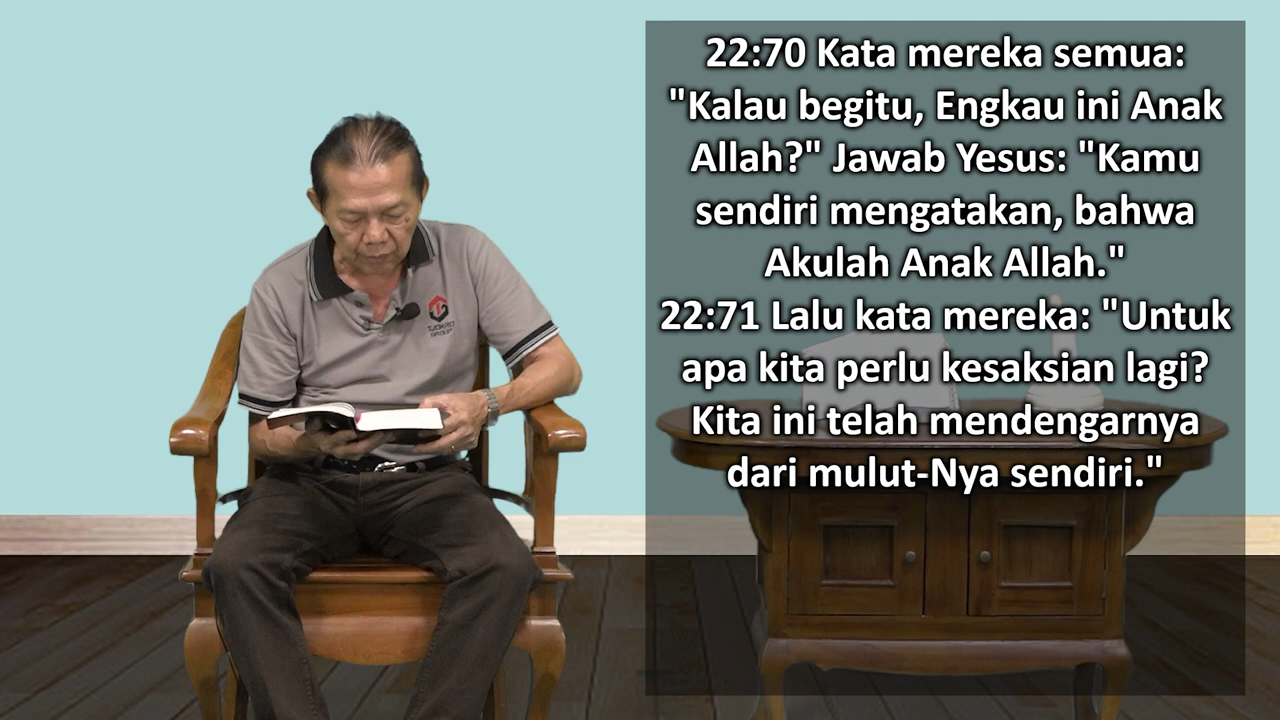 22:70 Kata mereka semua:
"Kalau begitu, Engkau ini Anak
Allah?" Jawab Yesus: "Kamu
sendiri mengatakan, bahwa
Akulah Anak Allah."
22:71 Lalu kata mereka: "Untuk
apa kita perlu kesaksian lagi?
Kita ini telah mendengarnya
dari mulut-Nya sendiri."